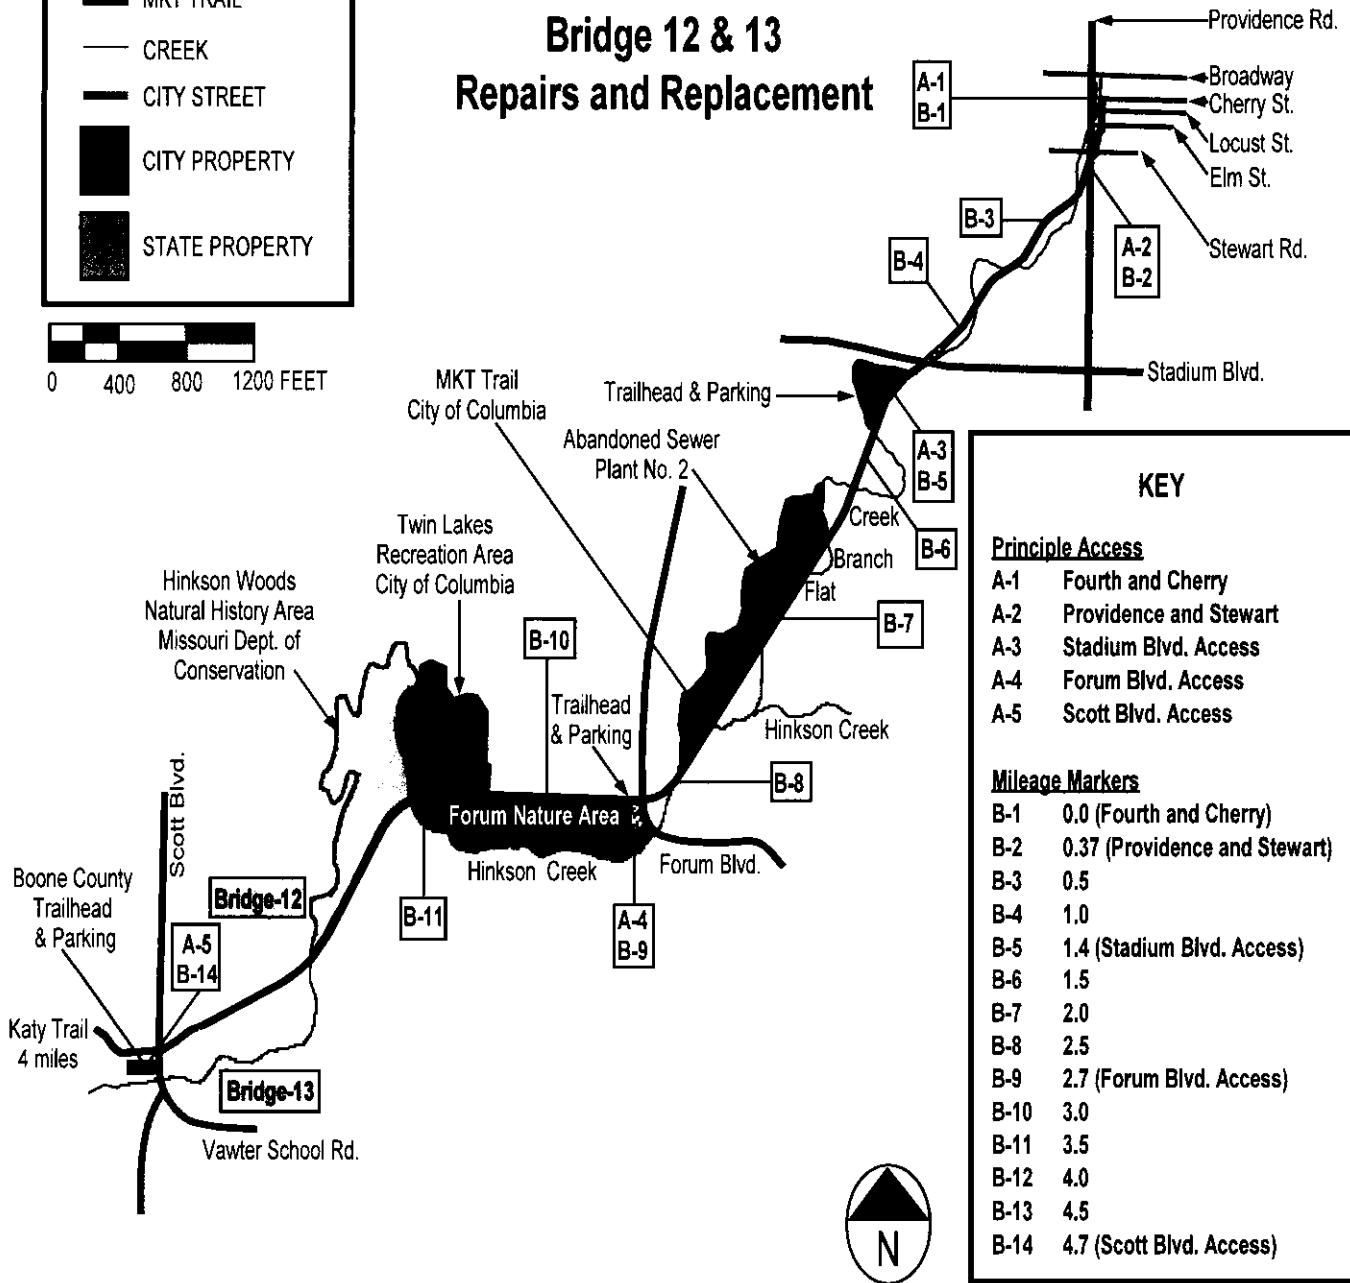 MKT TRAIL
CREEK
CITY STREET
CITY PROPERTY
STATE PROPERTY
0 400 800 1200 FEET
Bridge 12 & 13
Repairs and Replacement
Providence Rd.
Broadway
Cherry St.
Locust St.
Elm St.
Stewart Rd.
A-1
B-1
A-2
B-2
B-3
B-4
Stadium Blvd.
Trailhead & Parking
MKT Trail
City of Columbia
Abandoned Sewer
Plant No. 2
A-3
B-5
B-6
Creek
Branch
Flat
B-7
Twin Lakes
Recreation Area
City of Columbia
Hinkson Woods
Natural History Area
Missouri Dept. of
Conservation
B-10
Trailhead
& Parking
Hinkson Creek
B-8
Forum Nature Area
Hinkson Creek
Forum Blvd.
Scott Blvd.
Boone County
Trailhead
& Parking
Bridge-12
B-11
A-4
B-9
A-5
B-14
Katy Trail
4 miles
Bridge-13
Vawter School Rd.
N
KEY
Principle Access
A-1 Fourth and Cherry
A-2 Providence and Stewart
A-3 Stadium Blvd. Access
A-4 Forum Blvd. Access
A-5 Scott Blvd. Access
Mileage Markers
B-1 0.0 (Fourth and Cherry)
B-2 0.37 (Providence and Stewart)
B-3 0.5
B-4 1.0
B-5 1.4 (Stadium Blvd. Access)
B-6 1.5
B-7 2.0
B-8 2.5
B-9 2.7 (Forum Blvd. Access)
B-10 3.0
B-11 3.5
B-12 4.0
B-13 4.5
B-14 4.7 (Scott Blvd. Access)